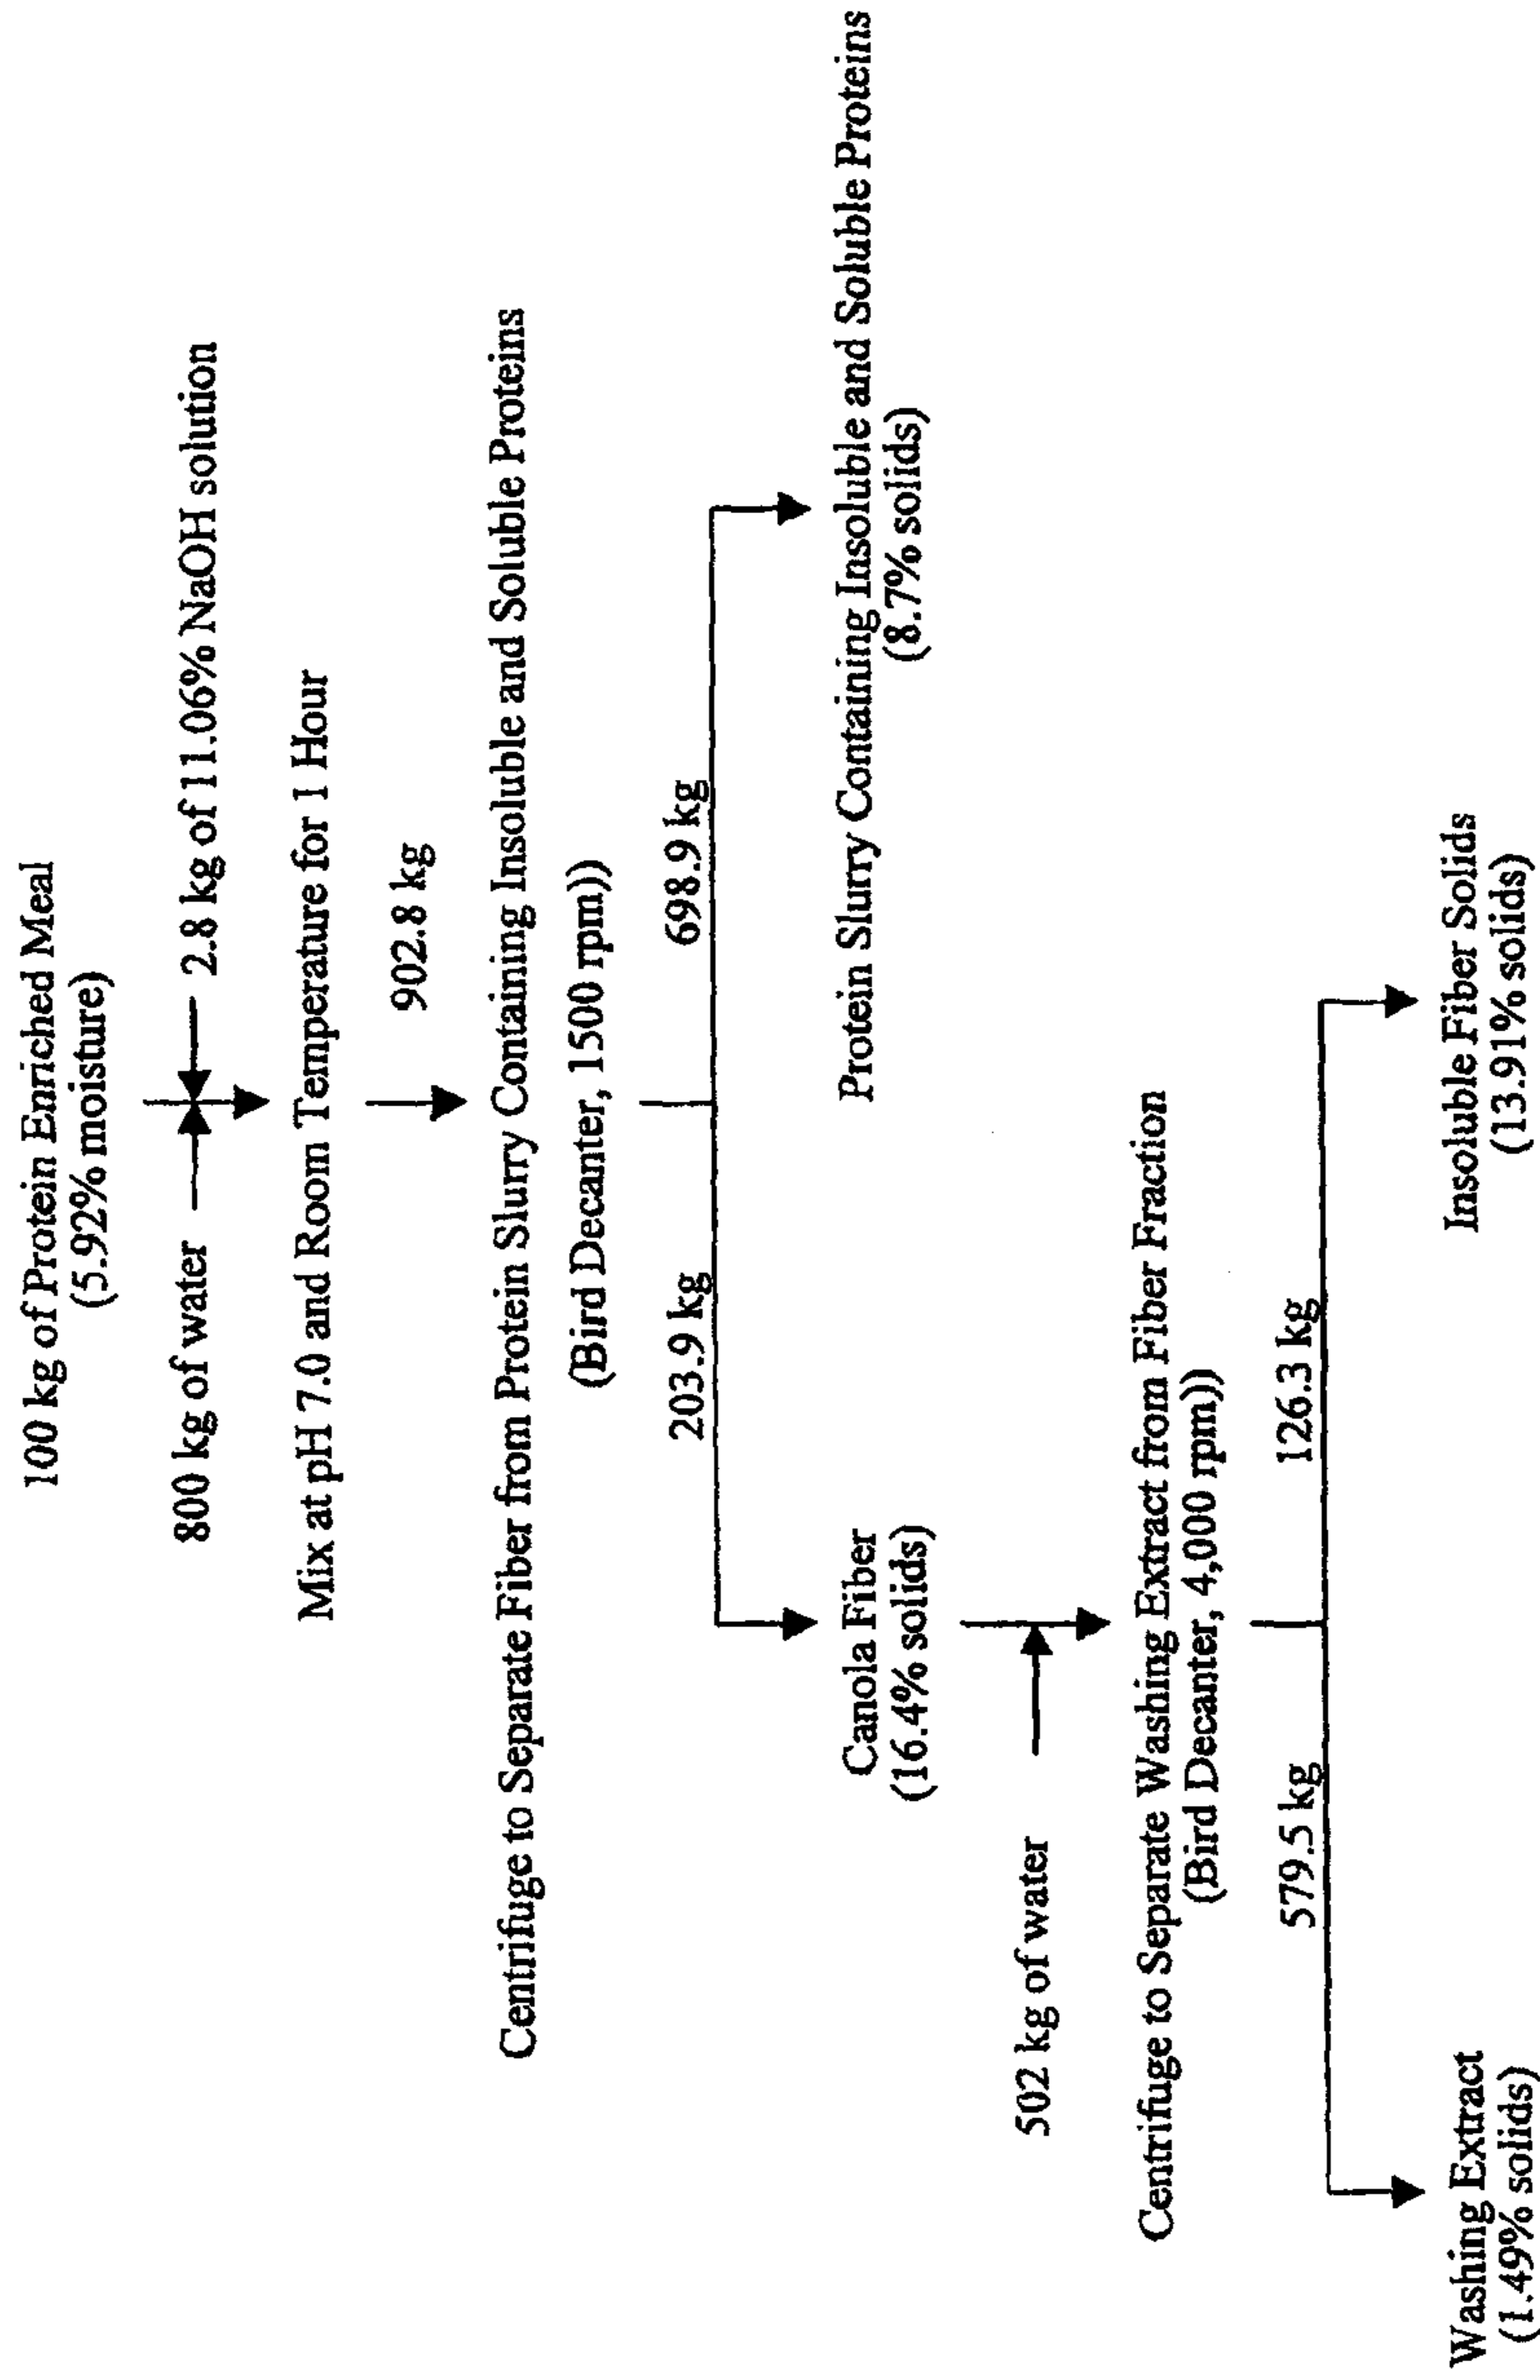 100 kg of Protein Enriched Meal
(5.92% moisture)
800 kg of water
2.8 kg of 11.06% NaOH solution
Mix at pH 7.0 and Room Temperature for 1 Hour
902.8 kg
Centrifuge to Separate Fiber from Protein Slurry Containing Insoluble and Soluble Proteins
(Bird Decanter, 1500 rpm))
203.9 kg
698.9 kg
Canola Fiber
(16.4% solids)
Protein Slurry Containing Insoluble and Soluble Proteins
(8.7% solids)
502 kg of water
Centrifuge to Separate Washing Extract from Fiber Fraction
(Bird Decanter, 4,000 rpm))
579.5 kg
126.3 kg
Washing Extract
(1.49% solids)
Insoluble Fiber Solids
(13.91% solids)